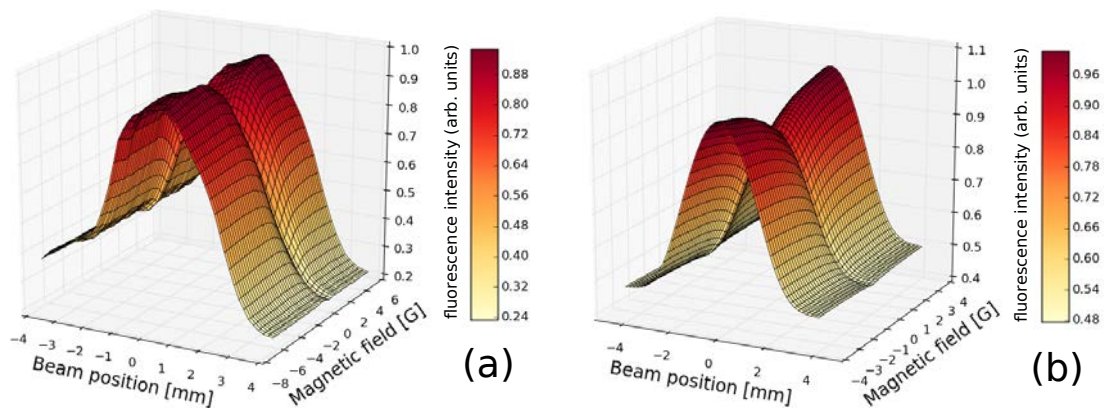 1.0
0.9
0.8
0.7
0.6
0.5
0.4
0.3
0.2
−4 −3 −2 −1 0 1 2 3 4
Beam position [mm]
−8 −6 −4 −2 0 2 4 6
Magnetic field [G]
fluorescence intensity (arb. units)
0.88
0.80
0.72
0.64
0.56
0.48
0.40
0.32
0.24
(a)
1.1
1.0
0.9
0.8
0.7
0.6
0.5
0.4
−4 −2 0 2 4
Beam position [mm]
−4 −3 −2 −1 0 1 2 3 4
Magnetic field [G]
fluorescence intensity (arb. units)
0.96
0.90
0.84
0.78
0.72
0.66
0.60
0.54
0.48
(b)